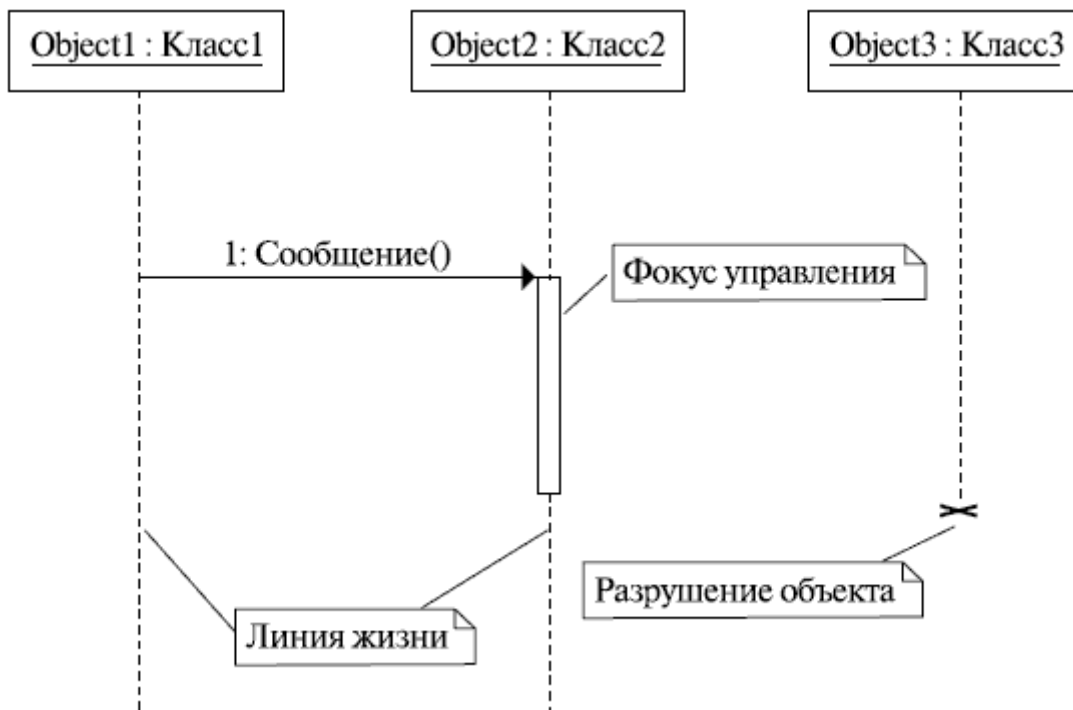 Object1 : Класс1
Object2 : Класс2
Object3 : Класс3
1: Сообщение()
Фокус управления
Разрушение объекта
Линия жизни